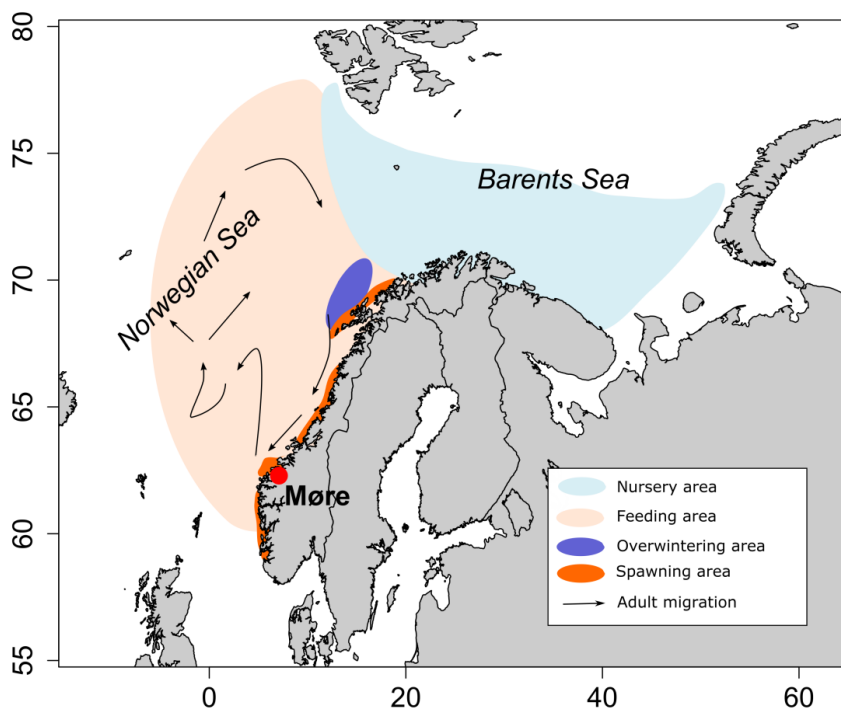 80
75
70
65
60
55
0
20
40
60
Barents Sea
Norwegian Sea
Møre
Nursery area
Feeding area
Overwintering area
Spawning area
Adult migration